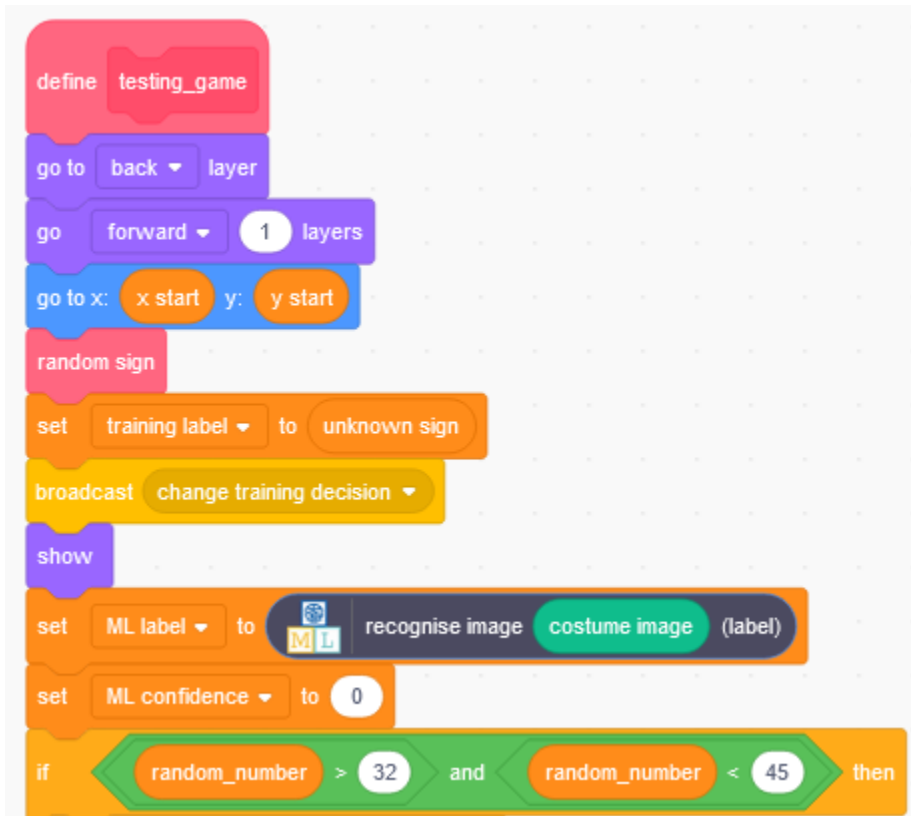 define testing_game
go to back layer
go forward 1 layers
go to x: x start y: y start
random sign
set training label to unknown sign
broadcast change training decision
show
set ML label to ML recognise image costume image (label)
set ML confidence to 0
if random_number > 32 and random_number < 45 then